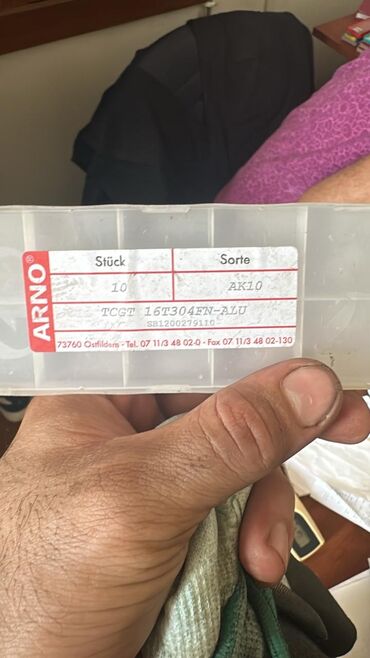 ARNO®
Stück Sorte
10 AK10
TCGT 16T304FN-ALU
SB1200279110
73760 Ostfildern - Tel. 07 11/3 48 02-0 - Fax 07 11/3 48 02-130